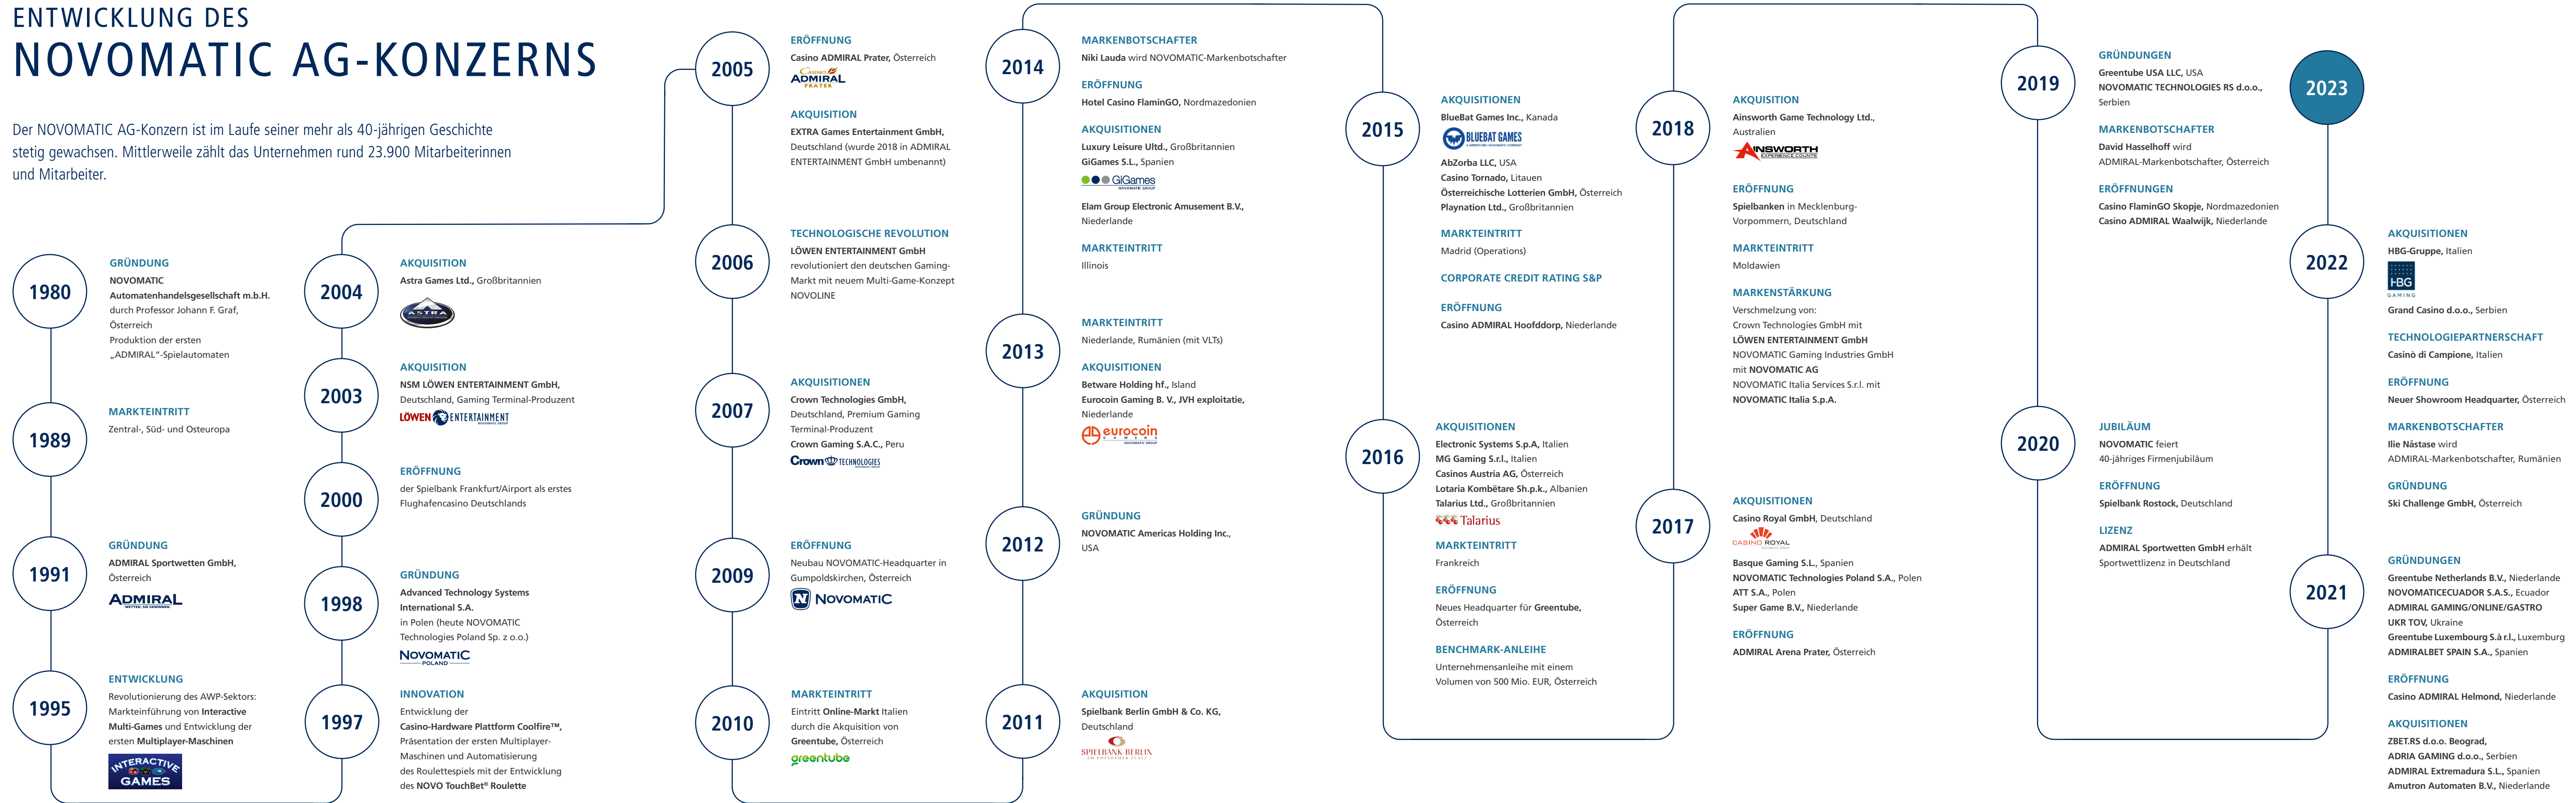 ENTWICKLUNG DES
NOVOMATIC AG-KONZERNS
Der NOVOMATIC AG-Konzern ist im Laufe seiner mehr als 40-jährigen Geschichte
stetig gewachsen. Mittlerweile zählt das Unternehmen rund 23.900 Mitarbeiterinnen
und Mitarbeiter.
1980
GRÜNDUNG
NOVOMATIC
Automatenhandelsgesellschaft m.b.H.
durch Professor Johann F. Graf,
Österreich
Produktion der ersten
„ADMIRAL“-Spielautomaten
1989
MARKTEINTRITT
Zentral-, Süd- und Osteuropa
1991
GRÜNDUNG
ADMIRAL Sportwetten GmbH,
Österreich
ADMIRAL
WETTEN, SIE GEWINNEN.
1995
ENTWICKLUNG
Revolutionierung des AWP-Sektors:
Markteinführung von Interactive
Multi-Games und Entwicklung der
ersten Multiplayer-Maschinen
INTERACTIVE
GAMES
1997
INNOVATION
Entwicklung der
Casino-Hardware Plattform Coolfire™,
Präsentation der ersten Multiplayer-
Maschinen und Automatisierung
des Roulettespiels mit der Entwicklung
des NOVO TouchBet® Roulette
1998
GRÜNDUNG
Advanced Technology Systems
International S.A.
in Polen (heute NOVOMATIC
Technologies Poland Sp. z o.o.)
NOVOMATIC
POLAND
2000
ERÖFFNUNG
der Spielbank Frankfurt/Airport als erstes
Flughafencasino Deutschlands
2003
AKQUISITION
NSM LÖWEN ENTERTAINMENT GmbH,
Deutschland, Gaming Terminal-Produzent
LÖWEN ENTERTAINMENT
NOVOMATIC GROUP
2004
AKQUISITION
Astra Games Ltd., Großbritannien
ASTRA
2005
ERÖFFNUNG
Casino ADMIRAL Prater, Österreich
CASINO
ADMIRAL
PRATER
AKQUISITION
EXTRA Games Entertainment GmbH,
Deutschland (wurde 2018 in ADMIRAL
ENTERTAINMENT GmbH umbenannt)
2006
TECHNOLOGISCHE REVOLUTION
LÖWEN ENTERTAINMENT GmbH
revolutioniert den deutschen Gaming-
Markt mit neuem Multi-Game-Konzept
NOVOLINE
2007
AKQUISITIONEN
Crown Technologies GmbH,
Deutschland, Premium Gaming
Terminal-Produzent
Crown Gaming S.A.C., Peru
Crown TECHNOLOGIES
NOVOMATIC GROUP
2009
ERÖFFNUNG
Neubau NOVOMATIC-Headquarter in
Gumpoldskirchen, Österreich
N NOVOMATIC
2010
MARKTEINTRITT
Eintritt Online-Markt Italien
durch die Akquisition von
Greentube, Österreich
greentube
2011
AKQUISITION
Spielbank Berlin GmbH & Co. KG,
Deutschland
SPIELBANK BERLIN
AM POTSDAMER PLATZ
2012
GRÜNDUNG
NOVOMATIC Americas Holding Inc.,
USA
2013
MARKTEINTRITT
Niederlande, Rumänien (mit VLTs)
AKQUISITIONEN
Betware Holding hf., Island
Eurocoin Gaming B. V., JVH exploitatie,
Niederlande
eurocoin
GAMING
NOVOMATIC GROUP
2014
MARKENBOTSCHAFTER
Niki Lauda wird NOVOMATIC-Markenbotschafter
ERÖFFNUNG
Hotel Casino FlaminGO, Nordmazedonien
AKQUISITIONEN
Luxury Leisure Ultd., Großbritannien
GiGames S.L., Spanien
GiGames
NOVOMATIC GROUP
Elam Group Electronic Amusement B.V.,
Niederlande
MARKTEINTRITT
Illinois
2015
AKQUISITIONEN
BlueBat Games Inc., Kanada
BLUEBAT GAMES
A GREENTUBE / NOVOMATIC COMPANY
AbZorba LLC, USA
Casino Tornado, Litauen
Österreichische Lotterien GmbH, Österreich
Playnation Ltd., Großbritannien
MARKTEINTRITT
Madrid (Operations)
CORPORATE CREDIT RATING S&P
ERÖFFNUNG
Casino ADMIRAL Hoofddorp, Niederlande
2016
AKQUISITIONEN
Electronic Systems S.p.A, Italien
MG Gaming S.r.l., Italien
Casinos Austria AG, Österreich
Lotaria Kombëtare Sh.p.k., Albanien
Talarius Ltd., Großbritannien
Talarius
MARKTEINTRITT
Frankreich
ERÖFFNUNG
Neues Headquarter für Greentube,
Österreich
BENCHMARK-ANLEIHE
Unternehmensanleihe mit einem
Volumen von 500 Mio. EUR, Österreich
2017
AKQUISITIONEN
Casino Royal GmbH, Deutschland
CASINO ROYAL
Basque Gaming S.L., Spanien
NOVOMATIC Technologies Poland S.A., Polen
ATT S.A., Polen
Super Game B.V., Niederlande
ERÖFFNUNG
ADMIRAL Arena Prater, Österreich
2018
AKQUISITION
Ainsworth Game Technology Ltd.,
Australien
AINSWORTH
EXPERIENCE COUNTS
ERÖFFNUNG
Spielbanken in Mecklenburg-
Vorpommern, Deutschland
MARKTEINTRITT
Moldawien
MARKENSTÄRKUNG
Verschmelzung von:
Crown Technologies GmbH mit
LÖWEN ENTERTAINMENT GmbH
NOVOMATIC Gaming Industries GmbH
mit NOVOMATIC AG
NOVOMATIC Italia Services S.r.l. mit
NOVOMATIC Italia S.p.A.
2019
GRÜNDUNGEN
Greentube USA LLC, USA
NOVOMATIC TECHNOLOGIES RS d.o.o.,
Serbien
MARKENBOTSCHAFTER
David Hasselhoff wird
ADMIRAL-Markenbotschafter, Österreich
ERÖFFNUNGEN
Casino FlaminGO Skopje, Nordmazedonien
Casino ADMIRAL Waalwijk, Niederlande
2020
JUBILÄUM
NOVOMATIC feiert
40-jähriges Firmenjubiläum
ERÖFFNUNG
Spielbank Rostock, Deutschland
LIZENZ
ADMIRAL Sportwetten GmbH erhält
Sportwettlizenz in Deutschland
2021
GRÜNDUNGEN
Greentube Netherlands B.V., Niederlande
NOVOMATICECUADOR S.A.S., Ecuador
ADMIRAL GAMING/ONLINE/GASTRO
UKR TOV, Ukraine
Greentube Luxembourg S.à r.l., Luxemburg
ADMIRALBET SPAIN S.A., Spanien
ERÖFFNUNG
Casino ADMIRAL Helmond, Niederlande
AKQUISITIONEN
ZBET.RS d.o.o. Beograd,
ADRIA GAMING d.o.o., Serbien
ADMIRAL Extremadura S.L., Spanien
Amutron Automaten B.V., Niederlande
2022
AKQUISITIONEN
HBG-Gruppe, Italien
HBG
GAMING
Grand Casino d.o.o., Serbien
TECHNOLOGIEPARTNERSCHAFT
Casinò di Campione, Italien
ERÖFFNUNG
Neuer Showroom Headquarter, Österreich
MARKENBOTSCHAFTER
Ilie Năstase wird
ADMIRAL-Markenbotschafter, Rumänien
GRÜNDUNG
Ski Challenge GmbH, Österreich
2023